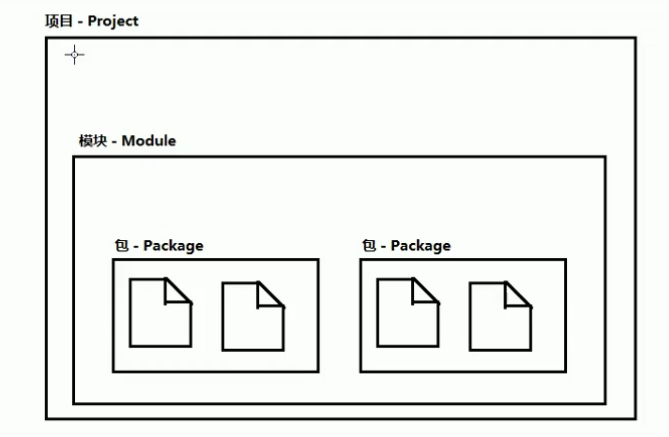 项目 - Project
模块 - Module
包 - Package
包 - Package